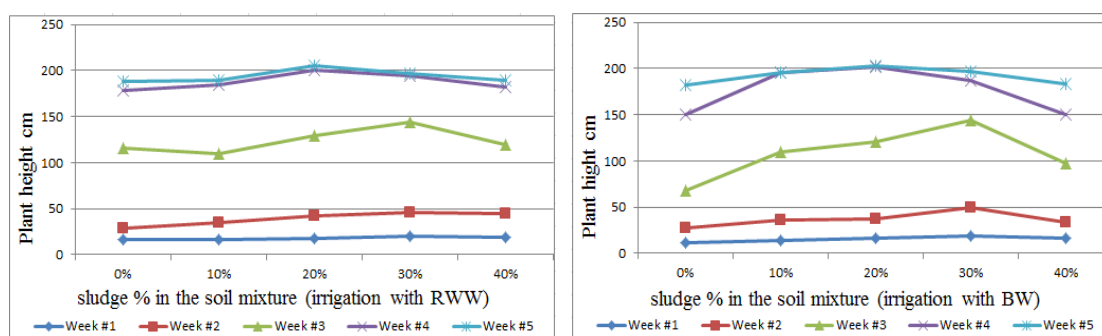 250
200
150
100
50
0
Plant height cm
0% 10% 20% 30% 40%
sludge % in the soil mixture (irrigation with RWW)
Week #1 Week #2 Week #3 Week #4 Week #5
250
200
150
100
50
0
Plant hight cm
0% 10% 20% 30% 40%
sludge % in the soil mixture (irrigation with BW)
Week #1 Week #2 Week #3 Week #4 Week #5